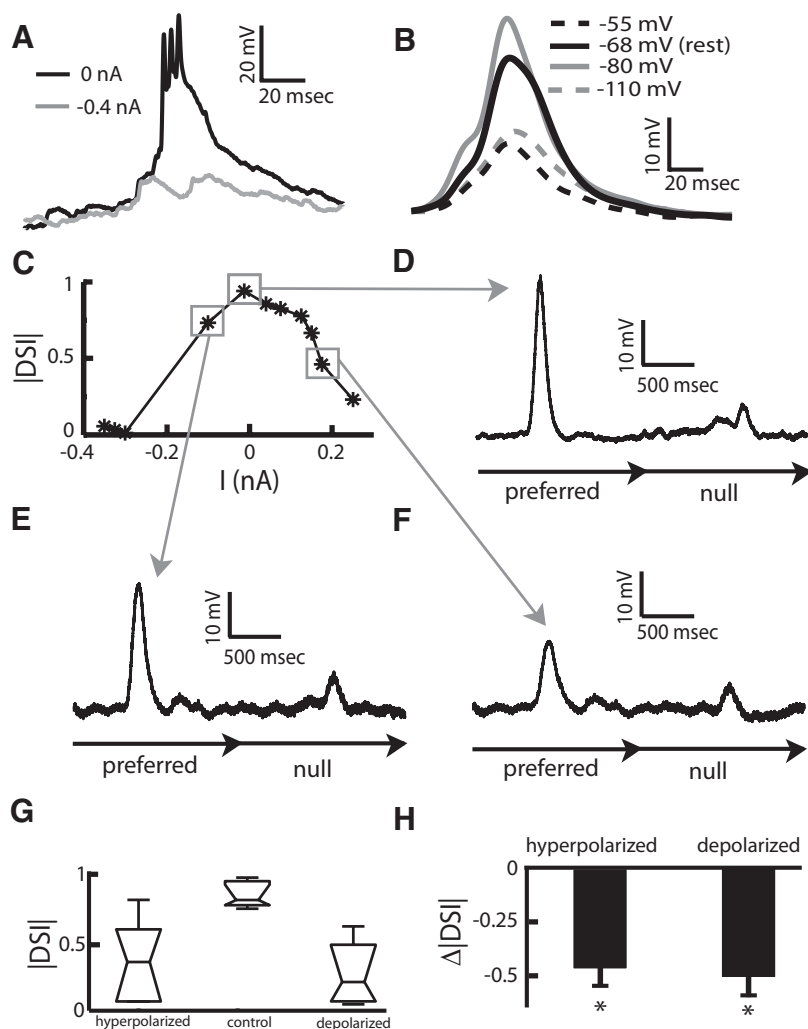 A
0 nA
-0.4 nA
20 mV
20 msec
B
-55 mV
-68 mV (rest)
-80 mV
-110 mV
10 mV
20 msec
C
|DSI|
1
0.5
0
-0.4
-0.2
0
0.2
I (nA)
D
10 mV
500 msec
preferred
null
E
10 mV
500 msec
preferred
null
F
10 mV
500 msec
preferred
null
G
|DSI|
1
0.5
0
hyperpolarized
control
depolarized
H
hyperpolarized
depolarized
Δ|DSI|
0
-0.25
-0.5
*
*